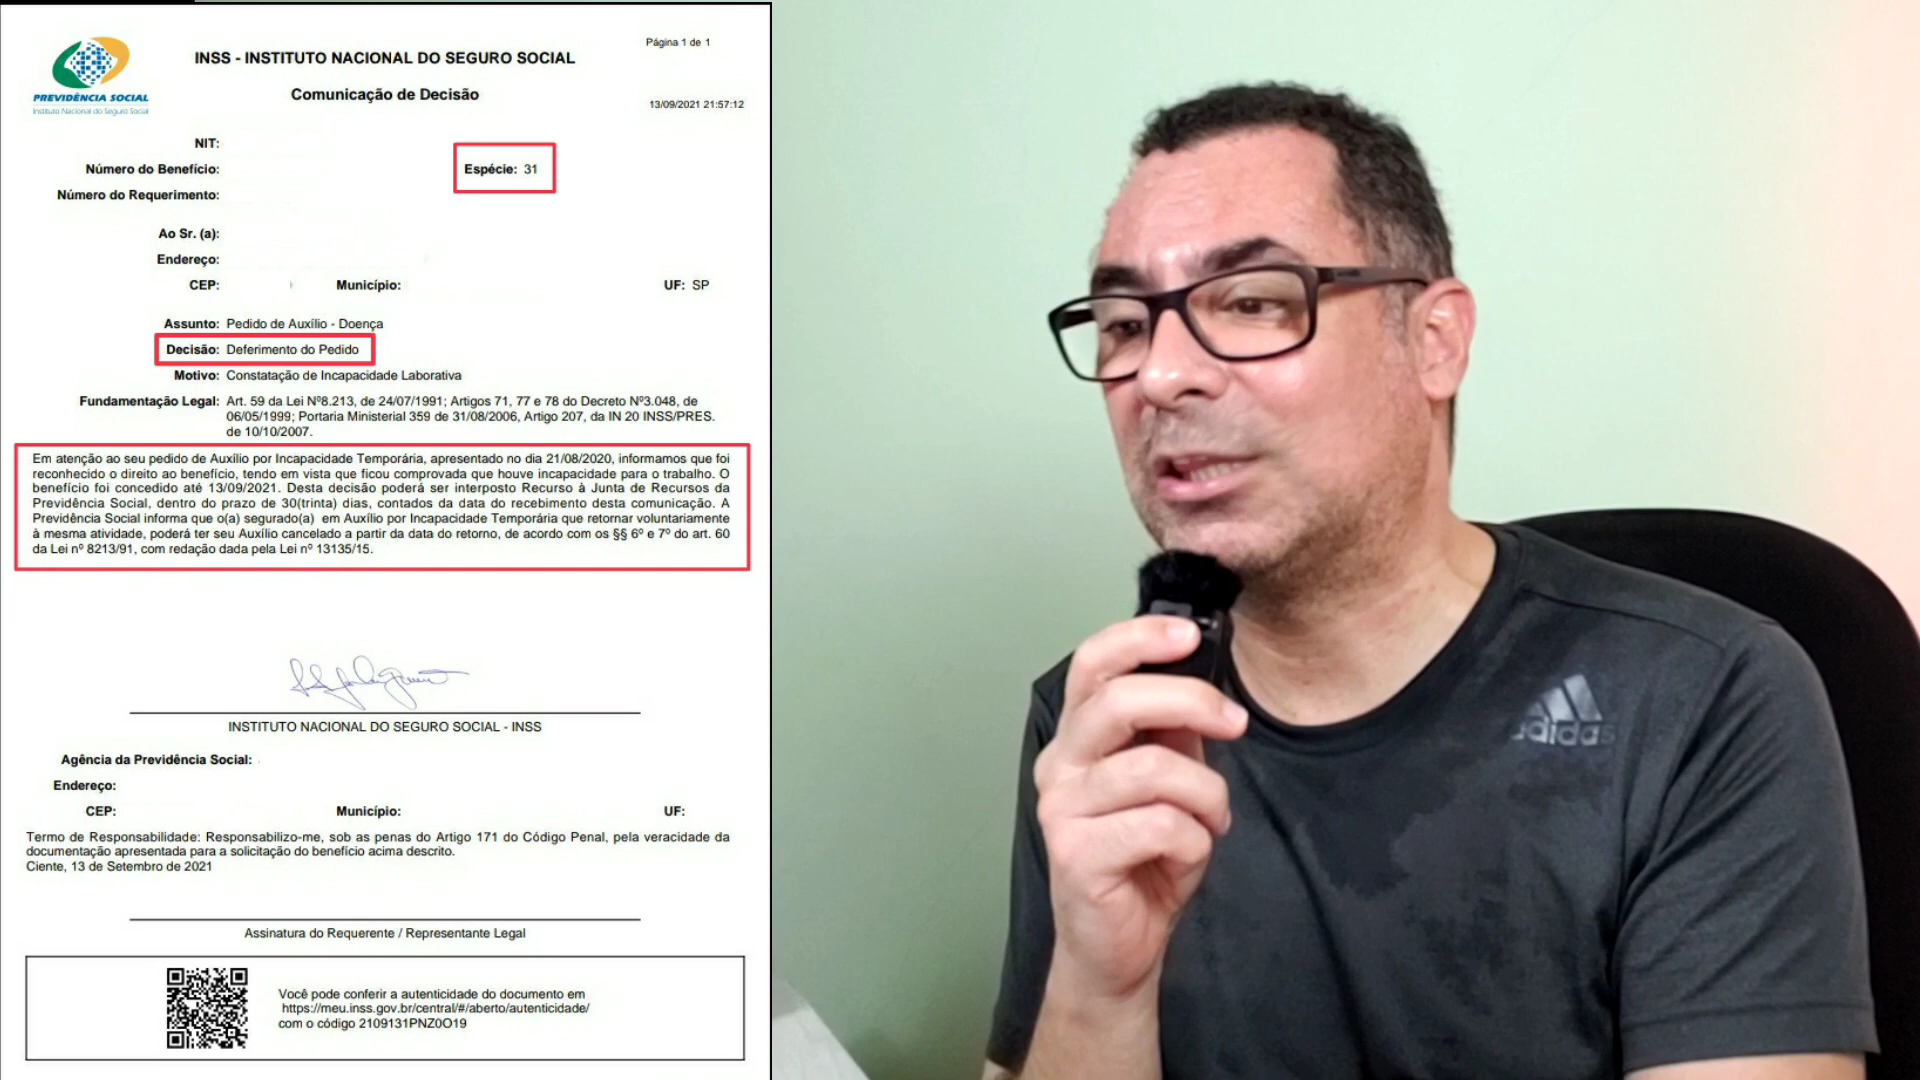 PREVIDÊNCIA SOCIAL
Instituto Nacional do Seguro Social
INSS - INSTITUTO NACIONAL DO SEGURO SOCIAL
Comunicação de Decisão
Página 1 de 1
13/09/2021 21:57:12
NIT:
Número do Benefício:
Espécie: 31
Número do Requerimento:
Ao Sr. (a):
Endereço:
CEP: Município: UF: SP
Assunto: Pedido de Auxílio - Doença
Decisão: Deferimento do Pedido
Motivo: Constatação de Incapacidade Laborativa
Fundamentação Legal: Art. 59 da Lei Nº8.213, de 24/07/1991; Artigos 71, 77 e 78 do Decreto Nº3.048, de
06/05/1999; Portaria Ministerial 359 de 31/08/2006, Artigo 207, da IN 20 INSS/PRES.
de 10/10/2007.
Em atenção ao seu pedido de Auxílio por Incapacidade Temporária, apresentado no dia 21/08/2020, informamos que foi
reconhecido o direito ao benefício, tendo em vista que ficou comprovada que houve incapacidade para o trabalho. O
benefício foi concedido até 13/09/2021. Desta decisão poderá ser interposto Recurso à Junta de Recursos da
Previdência Social, dentro do prazo de 30(trinta) dias, contados da data do recebimento desta comunicação. A
Previdência Social informa que o(a) segurado(a) em Auxílio por Incapacidade Temporária que retornar voluntariamente
à mesma atividade, poderá ter seu Auxílio cancelado a partir da data do retorno, de acordo com os §§ 6º e 7º do art. 60
da Lei nº 8213/91, com redação dada pela Lei nº 13135/15.
INSTITUTO NACIONAL DO SEGURO SOCIAL - INSS
Agência da Previdência Social:
Endereço:
CEP: Município: UF:
Termo de Responsabilidade: Responsabilizo-me, sob as penas do Artigo 171 do Código Penal, pela veracidade da
documentação apresentada para a solicitação do benefício acima descrito.
Ciente, 13 de Setembro de 2021
Assinatura do Requerente / Representante Legal
Você pode conferir a autenticidade do documento em
https://meu.inss.gov.br/central/#/aberto/autenticidade/
com o código 2109131PNZ0O19
adidas